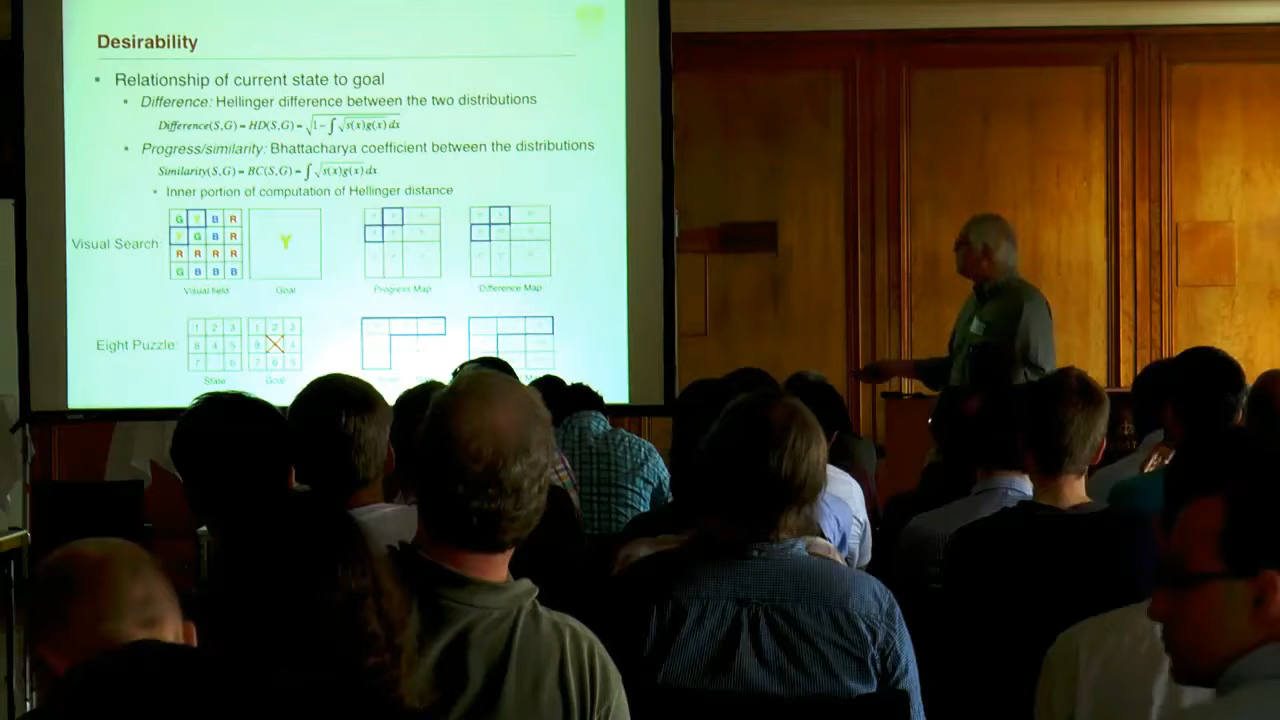 Desirability
Relationship of current state to goal
Difference: Hellinger difference between the two distributions
Difference(S,G) = HD(S,G) = √1−∫√s(x)g(x) dx
Progress/similarity: Bhattacharya coefficient between the distributions
Similarity(S,G) = BC(S,G) = ∫√s(x)g(x) dx
Inner portion of computation of Hellinger distance
Visual Search:
G Y B R
Y G B R
R R R R
G B B B
Y
Visual field
Goal
Progress Map
Difference Map
Eight Puzzle:
1 2 3
8 4 5
7 6
1 2 3
8 4
7 6 5
State
Goal